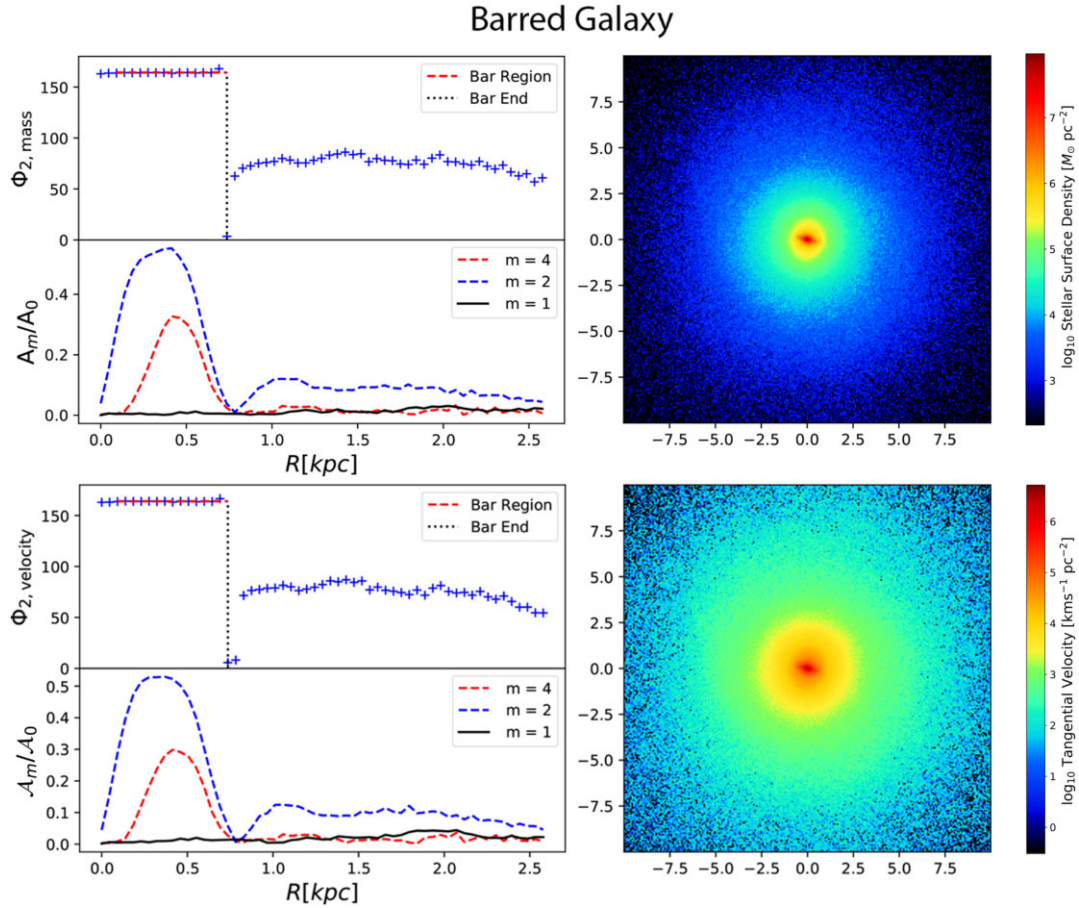 Barred Galaxy
Φ2, mass
150
100
50
0
Bar Region
Bar End
Am/A0
0.4
0.2
0.0
m = 4
m = 2
m = 1
0.0 0.5 1.0 1.5 2.0 2.5
R[kpc]
7.5
5.0
2.5
0.0
−2.5
−5.0
−7.5
−7.5 −5.0 −2.5 0.0 2.5 5.0 7.5
7
6
5
4
3
log10 Stellar Surface Density [M⊙ pc−2]
Φ2, velocity
150
100
50
0
Bar Region
Bar End
𝒜m/𝒜0
0.5
0.4
0.3
0.2
0.1
0.0
m = 4
m = 2
m = 1
0.0 0.5 1.0 1.5 2.0 2.5
R[kpc]
7.5
5.0
2.5
0.0
−2.5
−5.0
−7.5
−7.5 −5.0 −2.5 0.0 2.5 5.0 7.5
6
5
4
3
2
1
0
log10 Tangential Velocity [kms−1 pc−2]